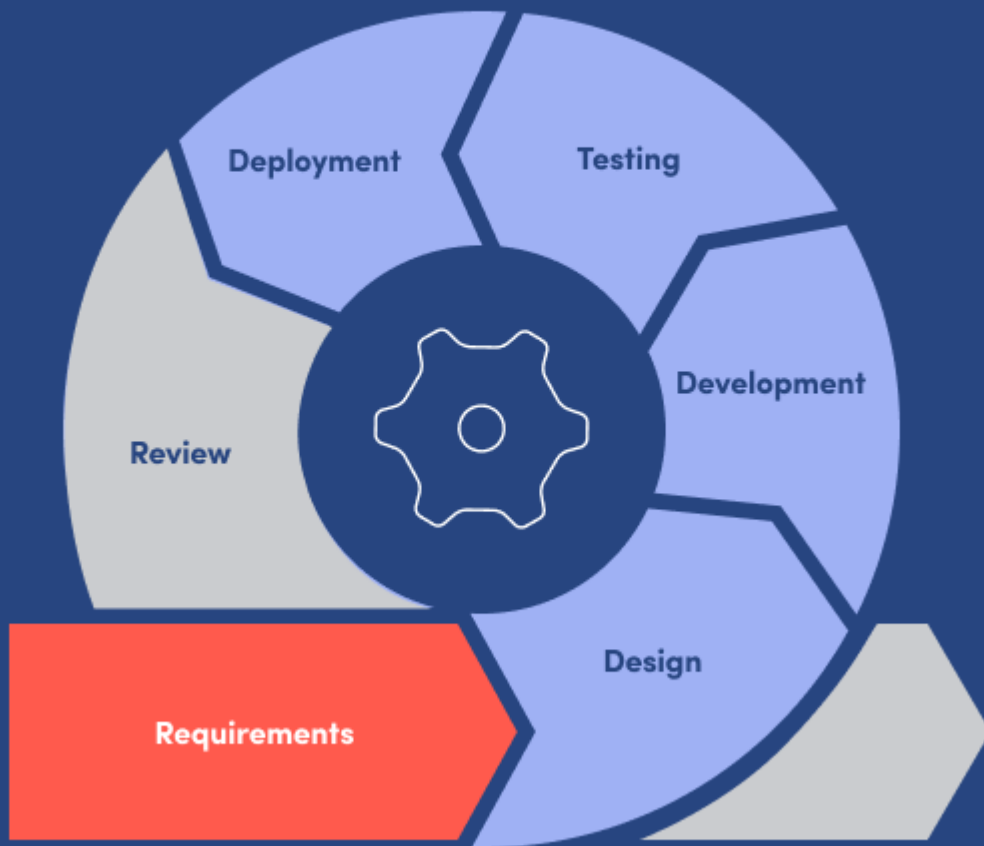 Deployment
Testing
Development
Review
Design
Requirements